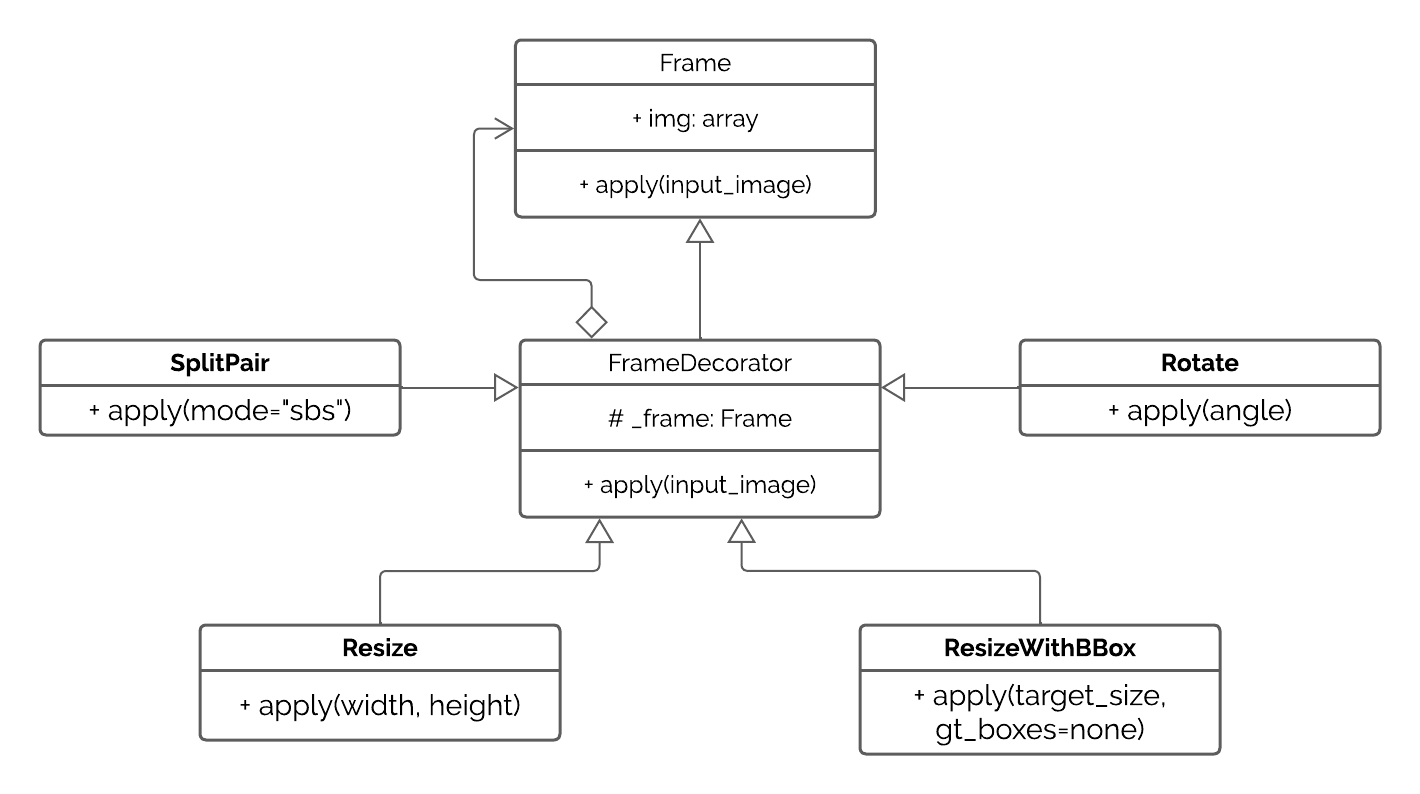 Frame
+ img: array
+ apply(input_image)
SplitPair
+ apply(mode="sbs")
FrameDecorator
# _frame: Frame
+ apply(input_image)
Rotate
+ apply(angle)
Resize
+ apply(width, height)
ResizeWithBBox
+ apply(target_size,
gt_boxes=none)